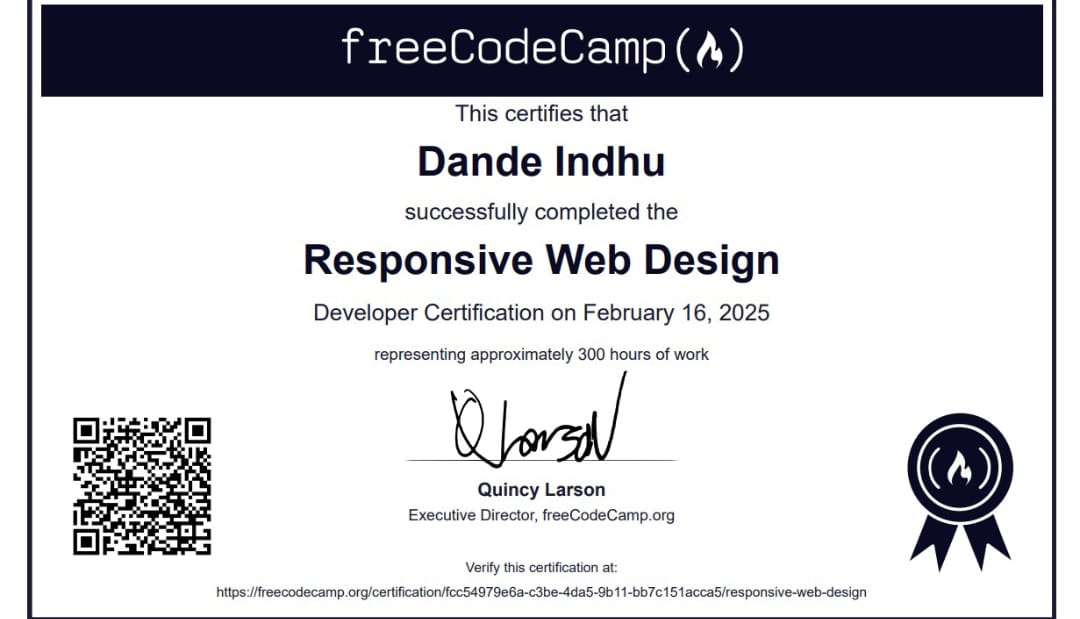 freeCodeCamp
This certifies that
Dande Indhu
successfully completed the
Responsive Web Design
Developer Certification on February 16, 2025
representing approximately 300 hours of work
Q Larson
Quincy Larson
Executive Director, freeCodeCamp.org
Verify this certification at:
https://freecodecamp.org/certification/fcc54979e6a-c3be-4da5-9b11-bb7c151acca5/responsive-web-design